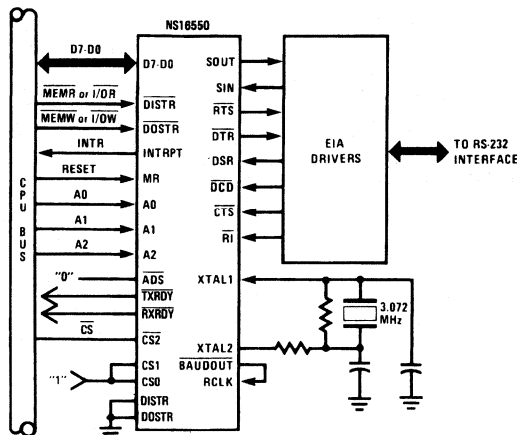 NS16550
D7-D0 D7-D0 SOUT
SIN
MEMR or I/OR DISTR RTS
MEMW or I/OW DOSTR DTR EIA DRIVERS TO RS-232 INTERFACE
INTR INTRPT DSR
RESET MR DCD
CPU BUS
A0 A0 CTS
A1 A1 RI
A2 A2
"0" ADS XTAL1
TXRDY
RXRDY 3.072 MHz
CS CS2 XTAL2
CS1 BAUDOUT
"1" CS0 RCLK
DISTR
DOSTR